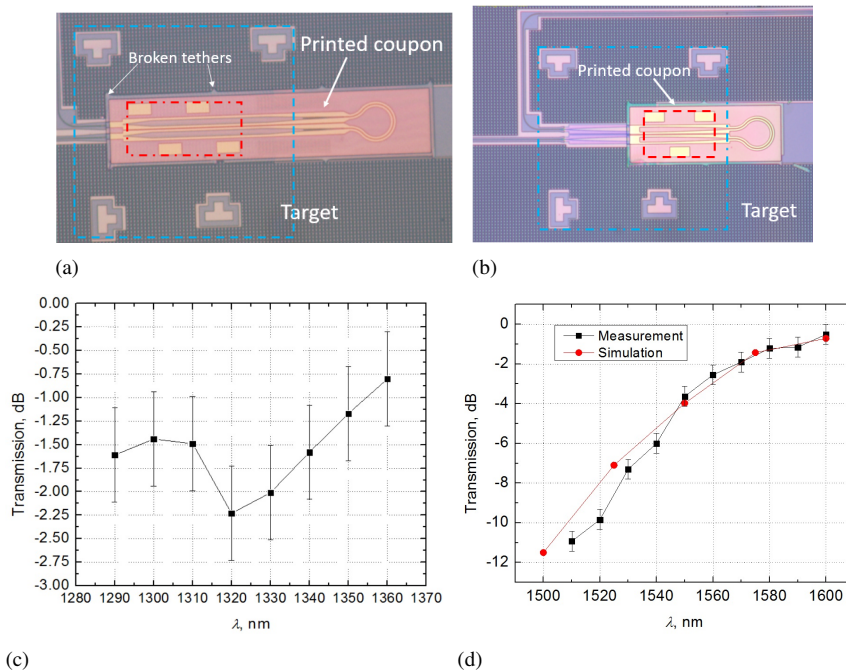 Broken tethers
Printed coupon
Target
(a)
Printed coupon
Target
(b)
0.00
-0.25
-0.50
-0.75
-1.00
-1.25
-1.50
-1.75
-2.00
-2.25
-2.50
-2.75
-3.00
Transmission, dB
1280 1290 1300 1310 1320 1330 1340 1350 1360 1370
λ, nm
(c)
Measurement
Simulation
0
-2
-4
-6
-8
-10
-12
Transmission, dB
1500 1520 1540 1560 1580 1600
λ, nm
(d)